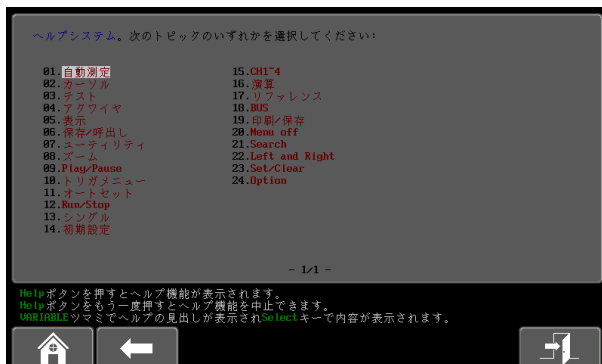 ヘルプシステム。次のトピックのいずれかを選択してください:
01.自動測定
02.カーソル
03.テスト
04.アクワイヤ
05.表示
06.保存/呼出し
07.ユーティリティ
08.ズーム
09.Play/Pause
10.トリガメニュー
11.オートセット
12.Run/Stop
13.シングル
14.初期設定
15.CH1~4
16.演算
17.リファレンス
18.BUS
19.印刷/保存
20.Menu off
21.Search
22.Left and Right
23.Set/Clear
24.Option
- 1/1 -
Helpボタンを押すとヘルプ機能が表示されます。
Helpボタンをもう一度押すとヘルプ機能を中止できます。
VARIABLEツマミでヘルプの見出しが表示されSelectキーで内容が表示されます。